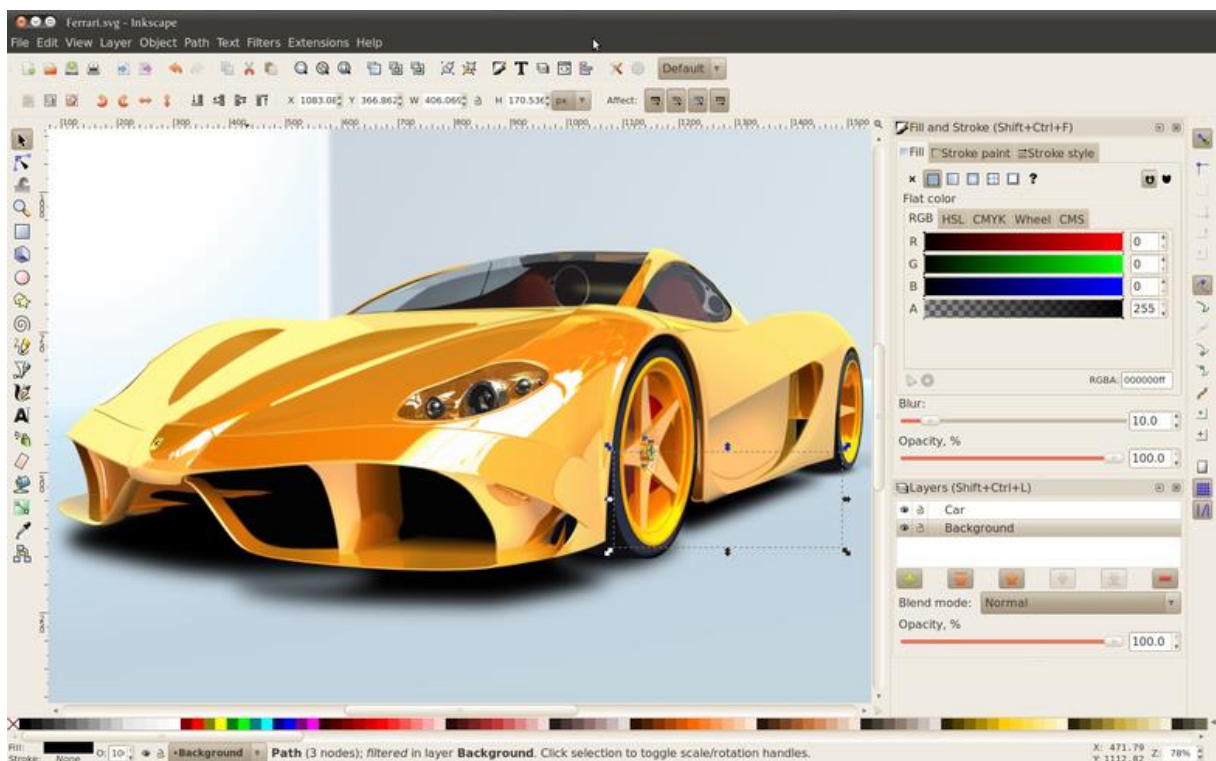 Ferrari.svg - Inkscape
File Edit View Layer Object Path Text Filters Extensions Help
Default
X 1083.08 Y 366.862 W 406.069 H 170.536 px Affect:
Fill and Stroke (Shift+Ctrl+F)
Fill Stroke paint Stroke style
Flat color
RGB HSL CMYK Wheel CMS
R 0
G 0
B 0
A 255
RGBA: 000000ff
Blur:
10.0
Opacity, %
100.0
Layers (Shift+Ctrl+L)
Car
Background
Blend mode: Normal
Opacity, %
100.0
Fill:
Stroke: None
O: 10
•Background
Path (3 nodes); filtered in layer Background. Click selection to toggle scale/rotation handles.
X: 471.79
Y: 1112.82
Z: 78%